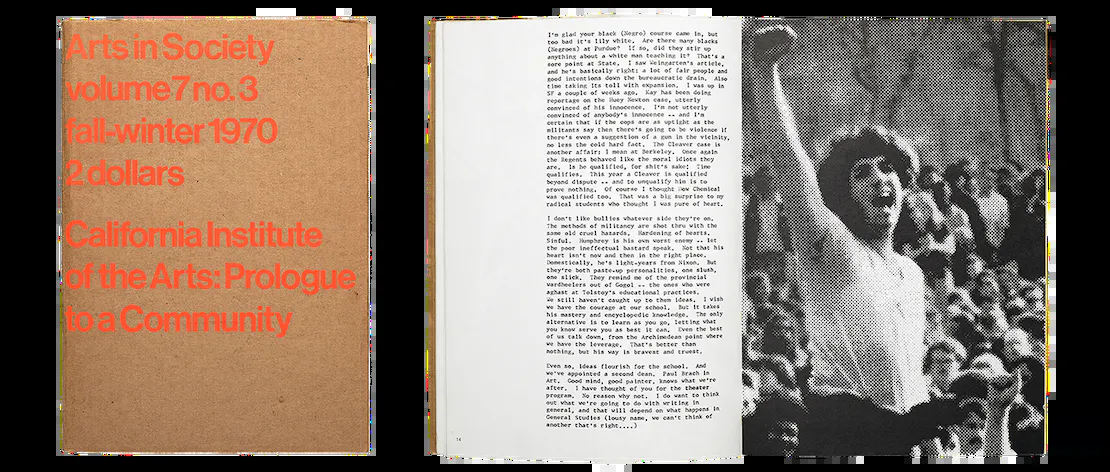 Arts in Society
volume 7 no. 3
fall-winter 1970
2 dollars
California Institute
of the Arts: Prologue
to a Community
I'm glad your black (Negro) course came in, but
too bad it's lily white. Are there many blacks
(Negroes) at Purdue? If so, did they stir up
anything about a white man teaching it? That's a
sore point at State. I saw Weingarten's article,
and he's basically right; a lot of fair people and
good intentions down the bureaucratic drain. Also
time taking its toll with expansion. I was up in
SF a couple of weeks ago. Kay has been doing
reportage on the Huey Newton case, utterly
convinced of his innocence. I'm not utterly
convinced of anybody's innocence -- and I'm
certain that if the cops are as uptight as the
militants say then there's going to be violence if
there's even a suggestion of a gun in the vicinity,
no less the cold hard fact. The Cleaver case is
another affair; I mean at Berkeley. Once again
the Regents behaved like the moral idiots they
are. Is he qualified, for shit's sake! Time
qualifies. This year a Cleaver is qualified
beyond dispute -- and to unqualify him is to
prove nothing. Of course I thought Dow Chemical
was qualified too. That was a big surprise to my
radical students who thought I was pure of heart.
I don't like bullies whatever side they're on.
The methods of militancy are shot thru with the
same old cruel hazards. Hardening of hearts.
Sinful. Humphrey is his own worst enemy -- let
the poor ineffectual bastard speak. Not that his
heart isn't now and then in the right place.
Domestically, he's light-years from Nixon. But
they're both paste-up personalities, one slush,
one slick. They remind me of the provincial
wardheelers out of Gogol -- the ones who were
aghast at Tolstoy's educational practices.
We still haven't caught up to them ideas. I wish
we have the courage at our school. But it takes
his mastery and encyclopedic knowledge. The only
alternative is to learn as you go, letting what
you know serve you as best it can. Even the best
of us talk down, from the Archimedean point where
we have the leverage. That's better than
nothing, but his way is bravest and truest.
Even so, ideas flourish for the school. And
we've appointed a second dean. Paul Brach in
Art. Good mind, good painter, knows what we're
after. I have thought of you for the theater
program. No reason why not. I do want to think
out what we're going to do with writing in
general, and that will depend on what happens in
General Studies (lousy name, we can't think of
another that's right....)
14